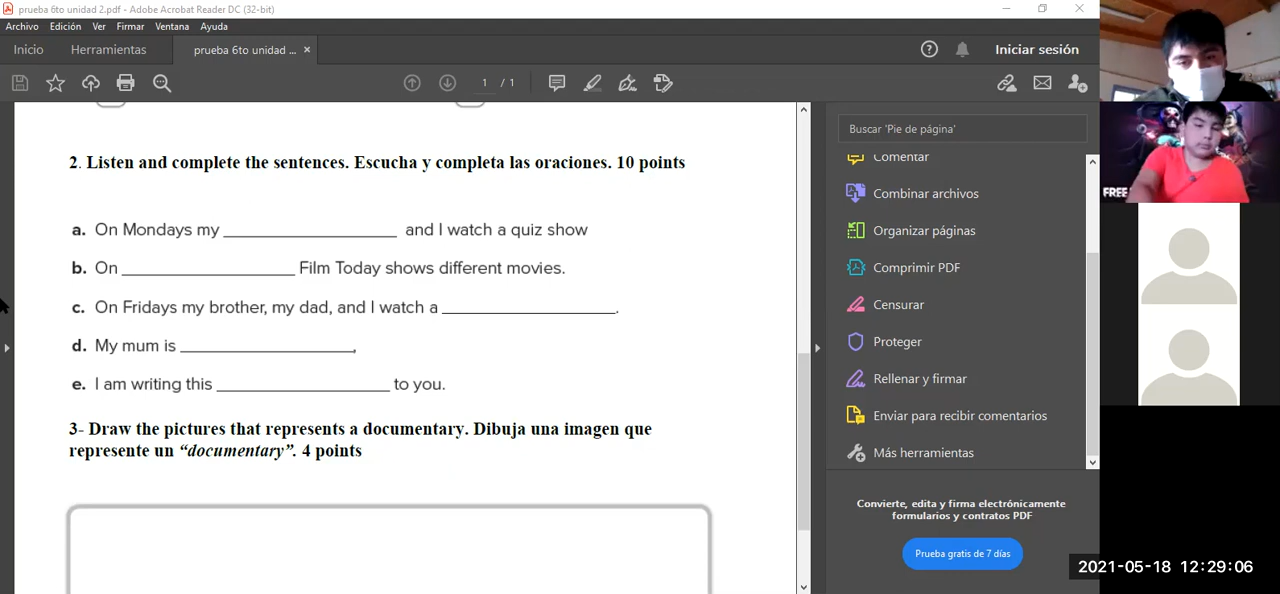 prueba 6to unidad 2.pdf - Adobe Acrobat Reader DC (32-bit)
Archivo Edición Ver Firmar Ventana Ayuda
Inicio Herramientas prueba 6to unidad ... × Iniciar sesión
1 / 1
2. Listen and complete the sentences. Escucha y completa las oraciones. 10 points
a. On Mondays my ________________ and I watch a quiz show
b. On ________________ Film Today shows different movies.
c. On Fridays my brother, my dad, and I watch a ________________.
d. My mum is ________________,
e. I am writing this ________________ to you.
3- Draw the pictures that represents a documentary. Dibuja una imagen que
represente un “documentary”. 4 points
Buscar 'Pie de página'
Comentar
Combinar archivos
Organizar páginas
Comprimir PDF
Censurar
Proteger
Rellenar y firmar
Enviar para recibir comentarios
Más herramientas
Convierte, edita y firma electrónicamente
formularios y contratos PDF
Prueba gratis de 7 días
FREE
2021-05-18 12:29:06